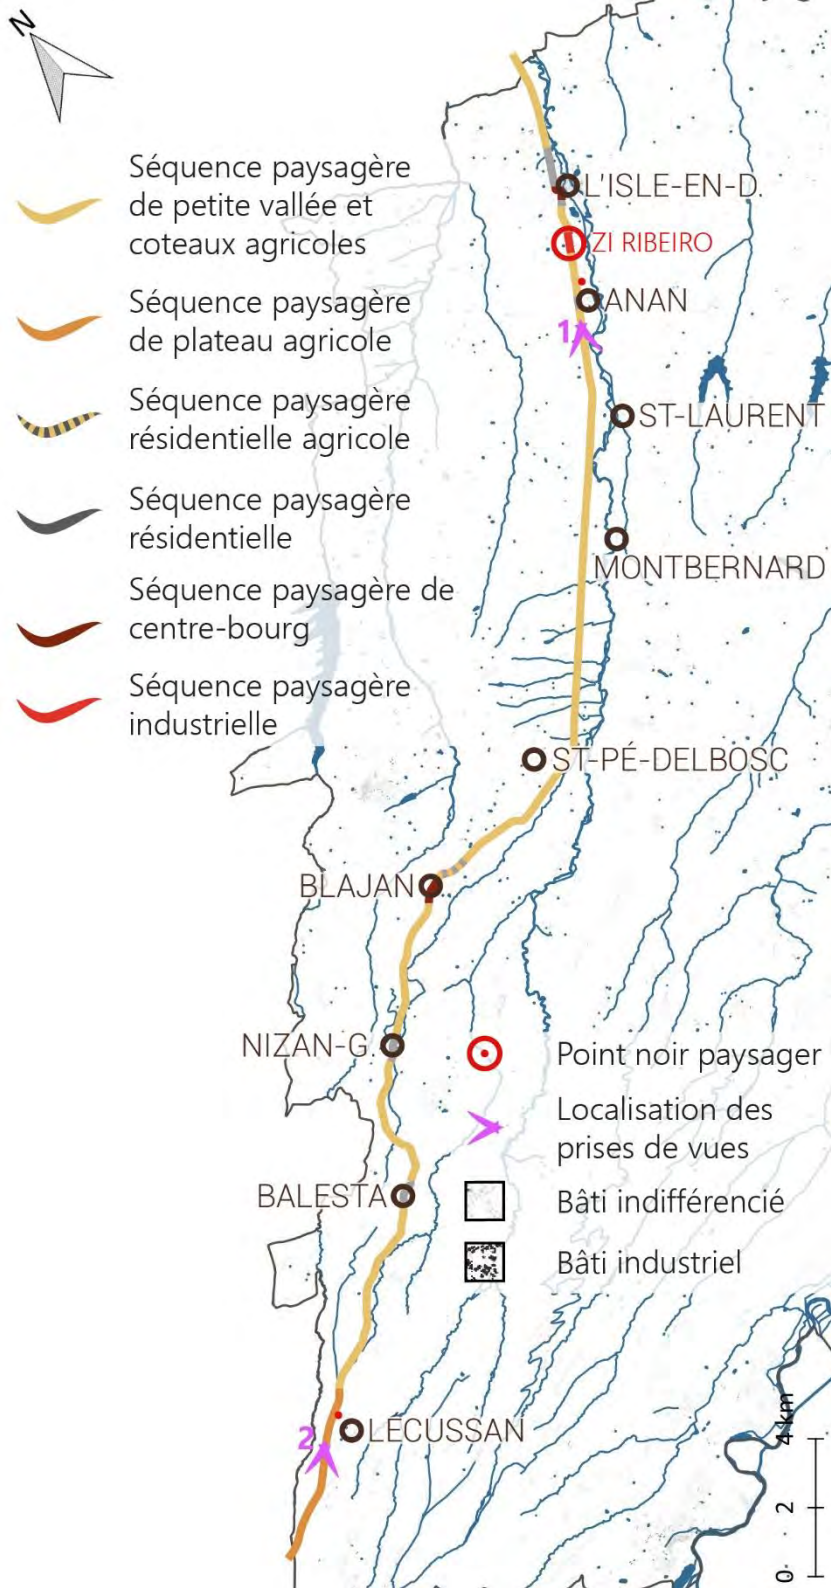 N
Séquence paysagère
de petite vallée et
coteaux agricoles
Séquence paysagère
de plateau agricole
Séquence paysagère
résidentielle agricole
Séquence paysagère
résidentielle
Séquence paysagère de
centre-bourg
Séquence paysagère
industrielle
L'ISLE-EN-D.
ZI RIBEIRO
ANAN
1
ST-LAURENT
MONTBERNARD
ST-PÉ-DELBOSC
BLAJAN
NIZAN-G.
BALESTA
2
LÉCUSSAN
Point noir paysager
Localisation des
prises de vues
Bâti indifférencié
Bâti industriel
4 km
2
0